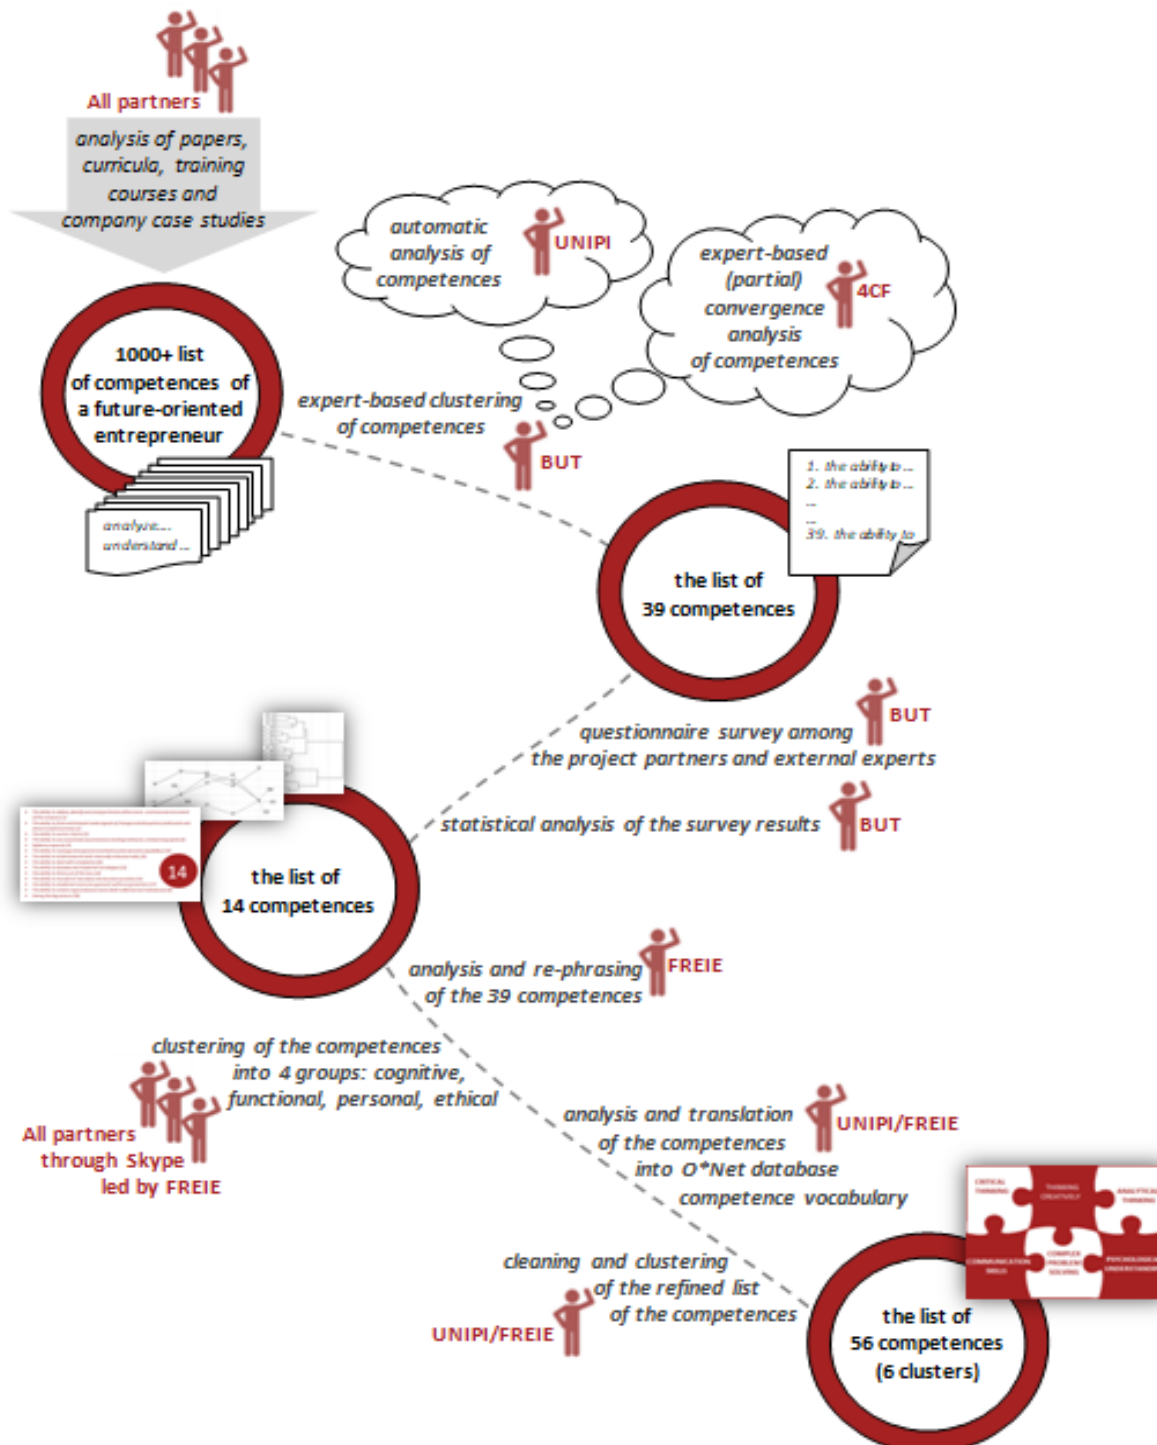 All partners
analysis of papers,
curricula, training
courses and
company case studies
automatic
analysis of
competences
UNIPI
expert-based
(partial)
convergence
analysis
of competences
4CF
1000+ list
of competences of
a future-oriented
entrepreneur
analyze....
understand ...
expert-based clustering
of competences
BUT
1. the ability to ...
2. the ability to ...
...
...
39. the ability to
the list of
39 competences
BUT
questionnaire survey among
the project partners and external experts
statistical analysis of the survey results
BUT
14
the list of
14 competences
analysis and re-phrasing
of the 39 competences
FREIE
clustering of the competences
into 4 groups: cognitive,
functional, personal, ethical
All partners
through Skype
led by FREIE
analysis and translation
of the competences
into O*Net database
competence vocabulary
UNIPI/FREIE
CRITICAL
THINKING
THINKING
CREATIVELY
ANALYTICAL
THINKING
COMMUNICATION
SKILLS
COMPLEX
PROBLEM
SOLVING
PSYCHOLOGICAL
cleaning and clustering
of the refined list
of the competences
UNIPI/FREIE
the list of
56 competences
(6 clusters)